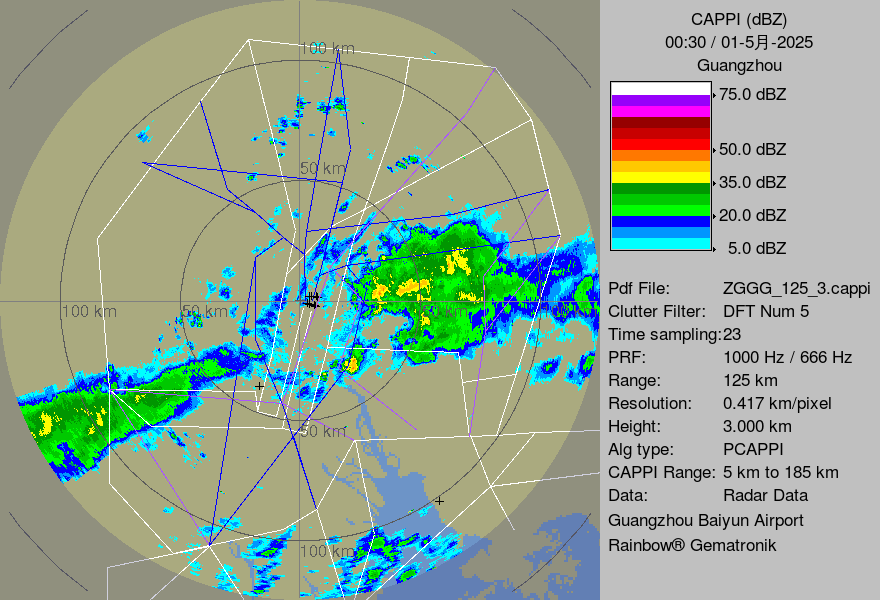 CAPPI (dBZ)
00:30 / 01-5月-2025
Guangzhou
75.0 dBZ
50.0 dBZ
35.0 dBZ
20.0 dBZ
5.0 dBZ
Pdf File: ZGGG_125_3.cappi
Clutter Filter: DFT Num 5
Time sampling:23
PRF: 1000 Hz / 666 Hz
Range: 125 km
Resolution: 0.417 km/pixel
Height: 3.000 km
Alg type: PCAPPI
CAPPI Range: 5 km to 185 km
Data: Radar Data
Guangzhou Baiyun Airport
Rainbow® Gematronik
100 km
50 km
100 km
50 km
50 km
100 km